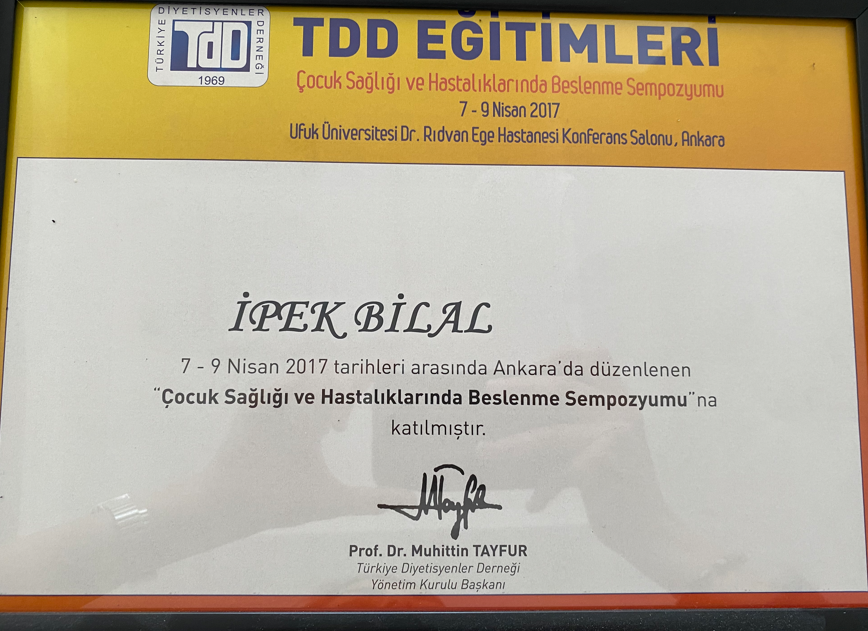 TÜRKİYE DİYETİSYENLER DERNEĞİ
TDD
1969
TDD EĞİTİMLERİ
Çocuk Sağlığı ve Hastalıklarında Beslenme Sempozyumu
7 - 9 Nisan 2017
Ufuk Üniversitesi Dr. Rıdvan Ege Hastanesi Konferans Salonu, Ankara
İPEK BİLAL
7 - 9 Nisan 2017 tarihleri arasında Ankara'da düzenlenen
“Çocuk Sağlığı ve Hastalıklarında Beslenme Sempozyumu”na
katılmıştır.
Prof. Dr. Muhittin TAYFUR
Türkiye Diyetisyenler Derneği
Yönetim Kurulu Başkanı